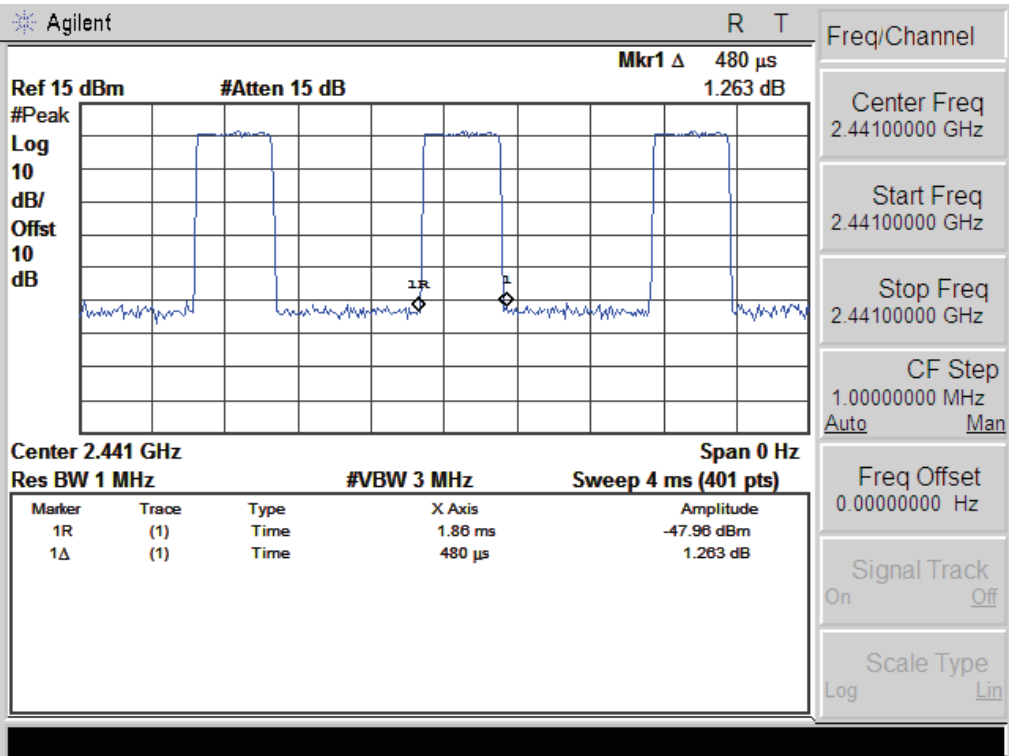 Agilent
R T
Mkr1 Δ 480 μs
Ref 15 dBm #Atten 15 dB 1.263 dB
#Peak
Log
10
dB/
Offst
10
dB
1R
1
Center 2.441 GHz Span 0 Hz
Res BW 1 MHz #VBW 3 MHz Sweep 4 ms (401 pts)
Marker Trace Type X Axis Amplitude
1R (1) Time 1.86 ms -47.96 dBm
1Δ (1) Time 480 μs 1.263 dB
Freq/Channel
Center Freq
2.44100000 GHz
Start Freq
2.44100000 GHz
Stop Freq
2.44100000 GHz
CF Step
1.00000000 MHz
Auto Man
Freq Offset
0.00000000 Hz
Signal Track
On Off
Scale Type
Log Lin